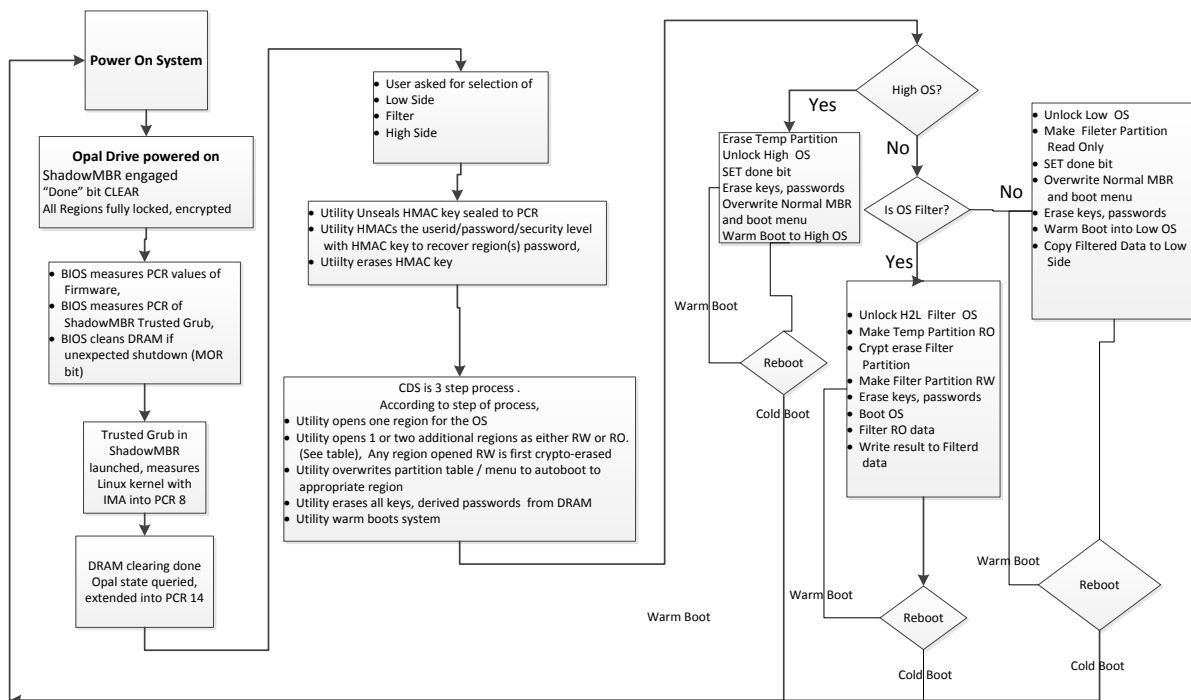 Power On System
Opal Drive powered on
ShadowMBR engaged
“Done” bit CLEAR
All Regions fully locked, encrypted
• BIOS measures PCR values of
Firmware,
• BIOS measures PCR of
ShadowMBR Trusted Grub,
• BIOS cleans DRAM if
unexpected shutdown (MOR
bit)
Trusted Grub in
ShadowMBR
launched, measures
Linux kernel with
IMA into PCR 8
DRAM clearing done
Opal state queried,
extended into PCR 14
• User asked for selection of
• Low Side
• Filter
• High Side
• Utility Unseals HMAC key sealed to PCR
• Utility HMACs the userid/password/security level
with HMAC key to recover region(s) password,
• Utiilty erases HMAC key
CDS is 3 step process .
According to step of process,
• Utility opens one region for the OS
• Utility opens 1 or two additional regions as either RW or RO.
(See table), Any region opened RW is first crypto-erased
• Utility overwrites partition table / menu to autoboot to
appropriate region
• Utility erases all keys, derived passwords from DRAM
• Utility warm boots system
High OS?
Yes
No
Erase Temp Partition
Unlock High OS
SET done bit
Erase keys, passwords
Overwrite Normal MBR
and boot menu
Warm Boot to High OS
Warm Boot
Reboot
Cold Boot
Is OS Filter?
No
Yes
• Unlock H2L Filter OS
• Make Temp Partition RO
• Crypt erase Filter
Partition
• Make Filter Partition RW
• Erase keys, passwords
• Boot OS
• Filter RO data
• Write result to Filterd
data
Warm Boot
Reboot
Cold Boot
• Unlock Low OS
• Make Fileter Partition
Read Only
• SET done bit
• Overwrite Normal MBR
and boot menu
• Erase keys, passwords
• Warm Boot into Low OS
• Copy Filtered Data to Low
Side
Warm Boot
Reboot
Cold Boot
Warm Boot